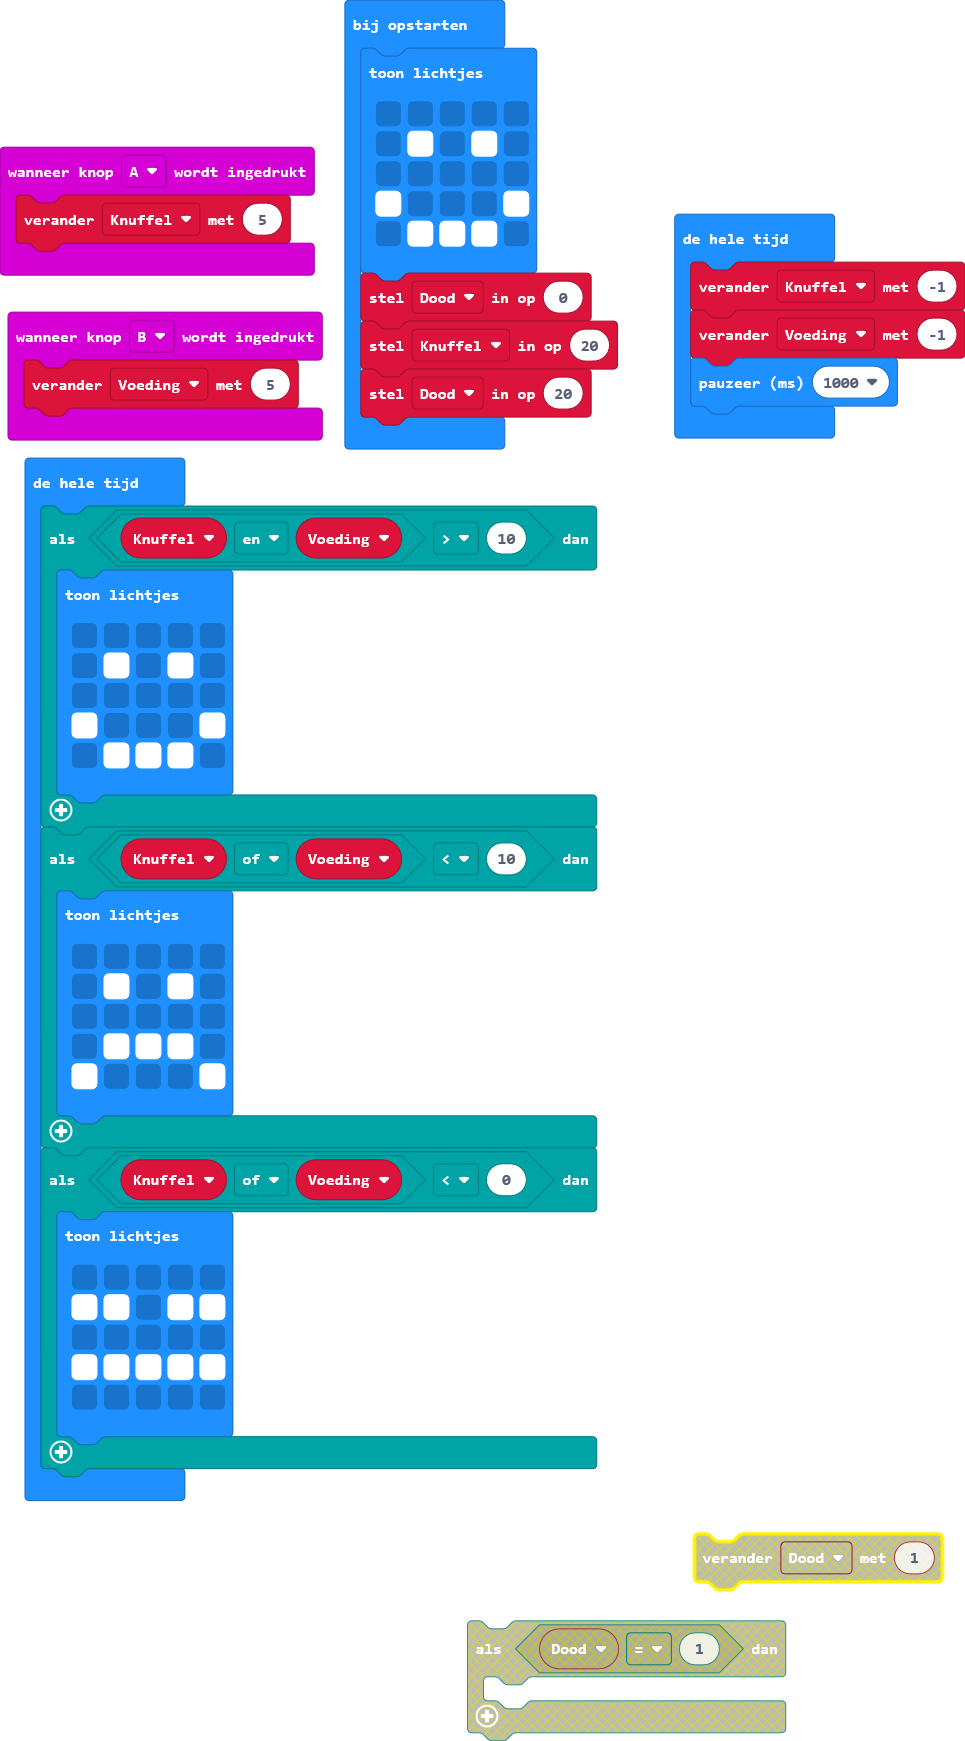 bij opstarten
toon lichtjes
stel Dood in op 0
stel Knuffel in op 20
stel Dood in op 20
wanneer knop A wordt ingedrukt
verander Knuffel met 5
wanneer knop B wordt ingedrukt
verander Voeding met 5
de hele tijd
verander Knuffel met -1
verander Voeding met -1
pauzeer (ms) 1000
de hele tijd
als Knuffel en Voeding > 10 dan
toon lichtjes
als Knuffel of Voeding < 10 dan
toon lichtjes
als Knuffel of Voeding < 0 dan
toon lichtjes
verander Dood met 1
als Dood = 1 dan